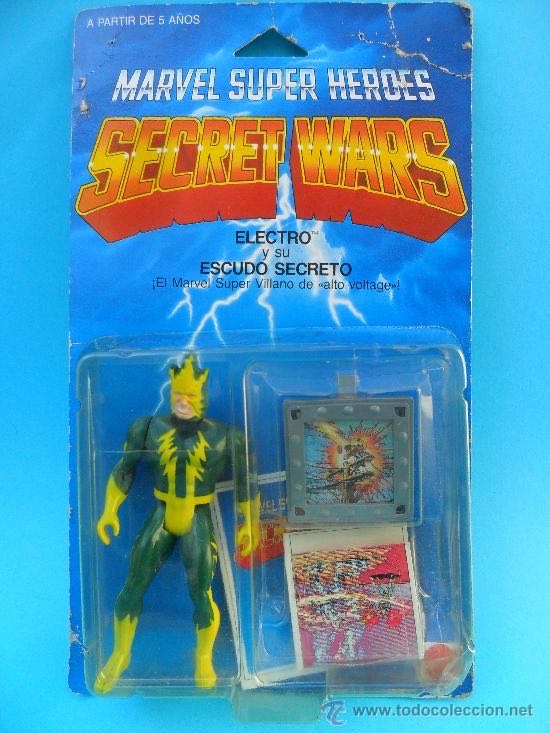 A PARTIR DE 5 AÑOS
MARVEL SUPER HEROES
SECRET WARS
ELECTRO™
y su
ESCUDO SECRETO
¡El Marvel Super Villano de «alto voltage»!
www.todocoleccion.net